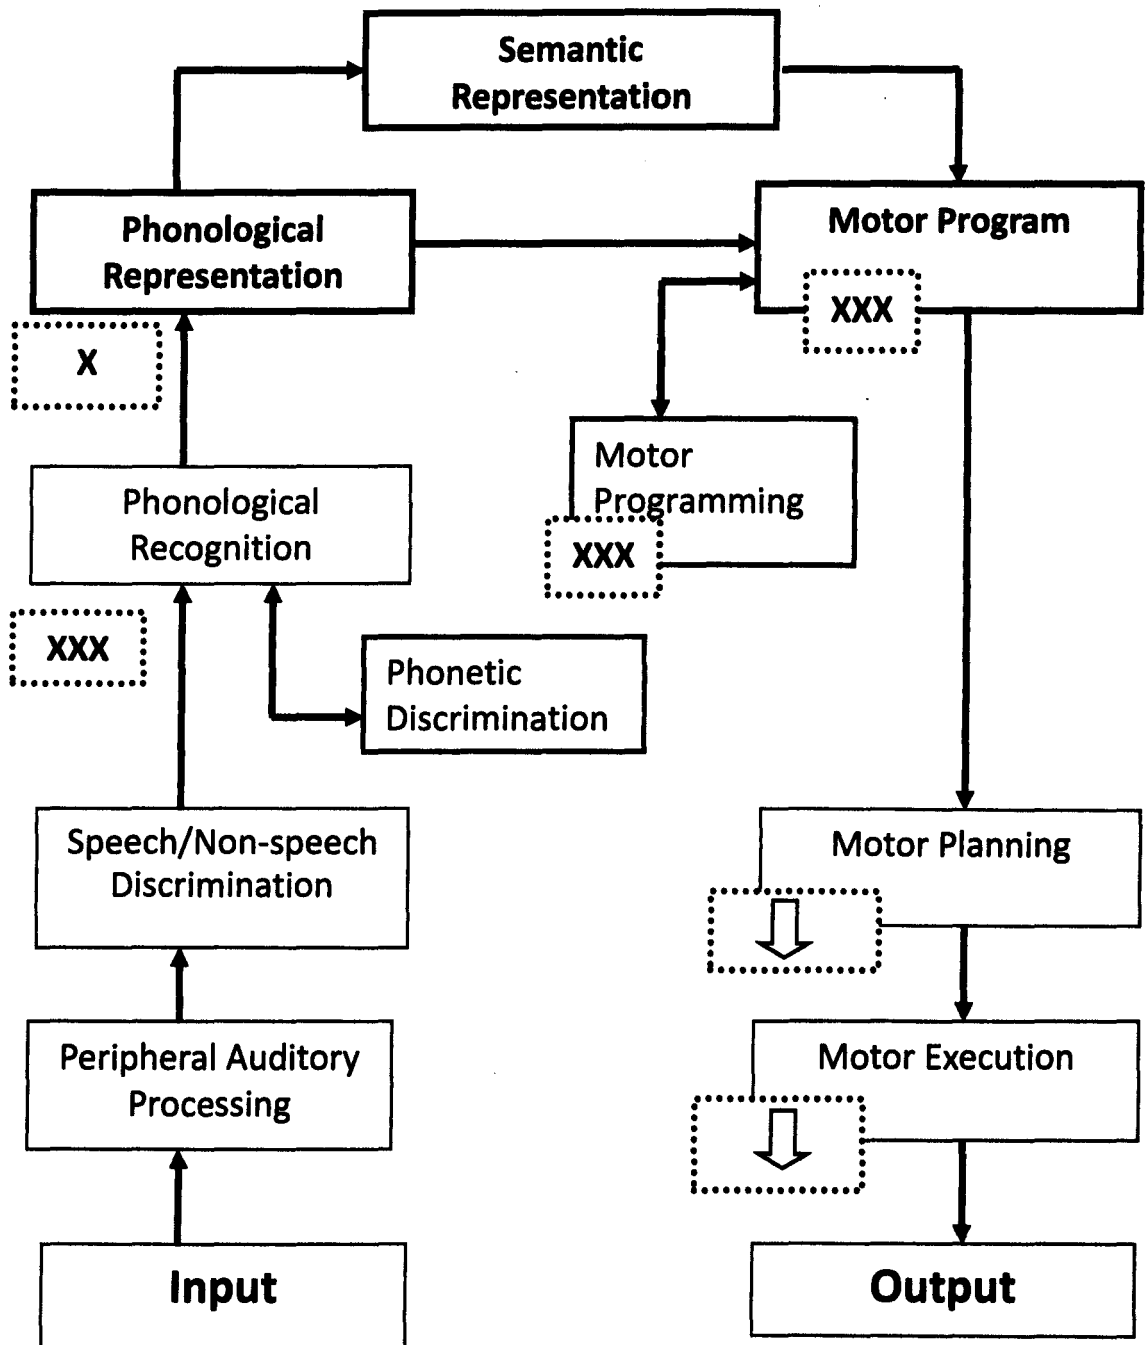 Semantic
Representation
Phonological
Representation
Motor Program
XXX
X
Motor
Programming
XXX
Phonological
Recognition
XXX
Phonetic
Discrimination
Speech/Non-speech
Discrimination
Motor Planning
Peripheral Auditory
Processing
Motor Execution
Input
Output